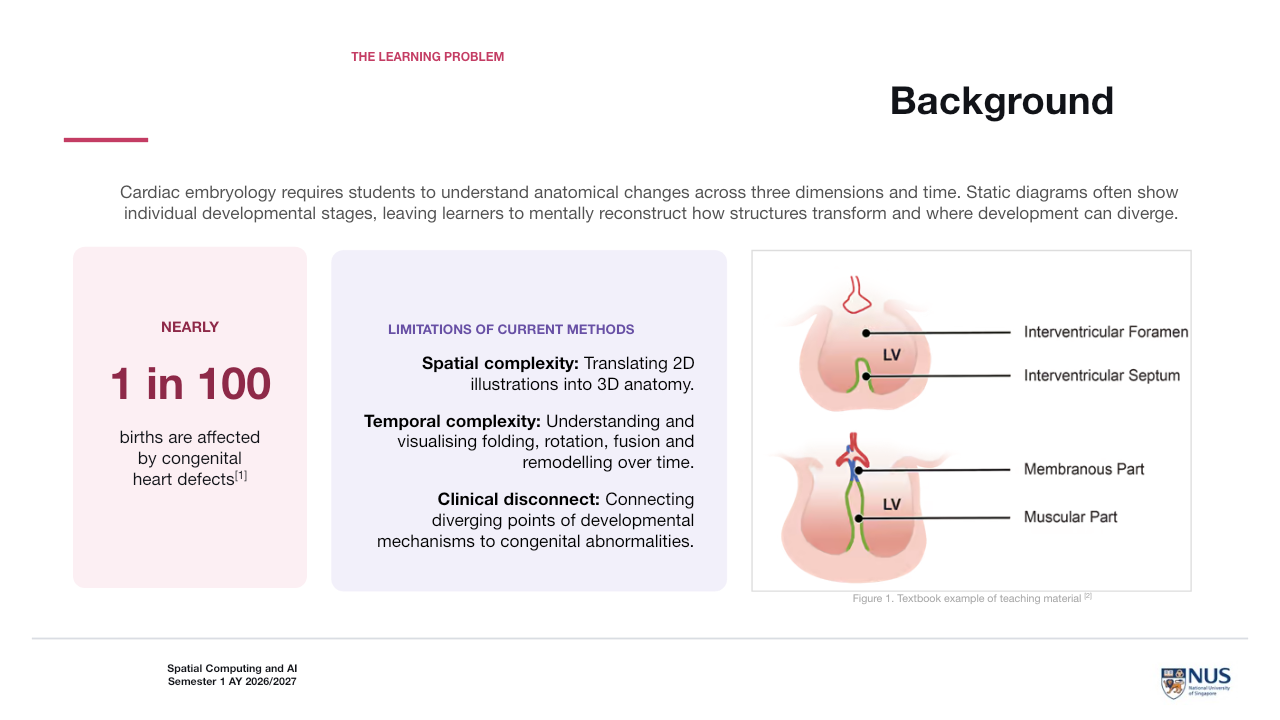 THE LEARNING PROBLEM
Background
Cardiac embryology requires students to understand anatomical changes across three dimensions and time. Static diagrams often show
individual developmental stages, leaving learners to mentally reconstruct how structures transform and where development can diverge.
NEARLY
1 in 100
births are affected
by congenital
heart defects[1]
LIMITATIONS OF CURRENT METHODS
Spatial complexity: Translating 2D
illustrations into 3D anatomy.
Temporal complexity: Understanding and
visualising folding, rotation, fusion and
remodelling over time.
Clinical disconnect: Connecting
diverging points of developmental
mechanisms to congenital abnormalities.
Interventricular Foramen
LV
Interventricular Septum
Membranous Part
LV
Muscular Part
Figure 1. Textbook example of teaching material [2]
Spatial Computing and AI
Semester 1 AY 2026/2027
NUS
National University
of Singapore